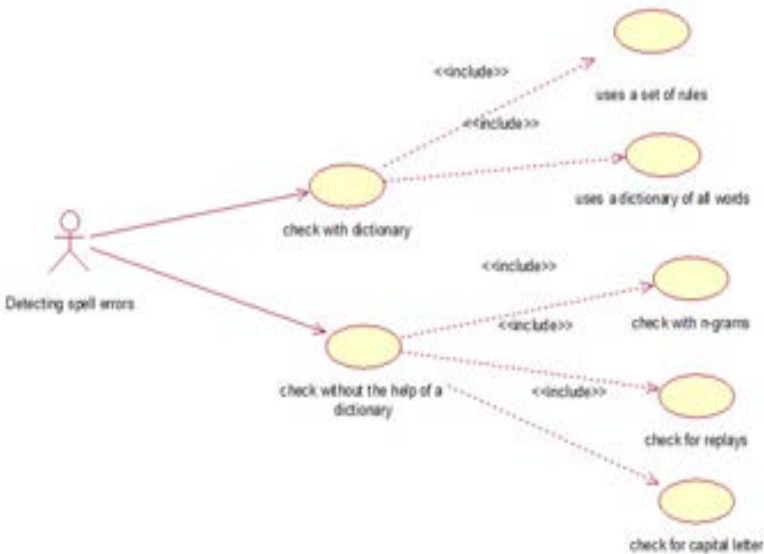 <<include>>
uses a set of rules
<<include>>
uses a dictionary of all words
check with dictionary
Detecting spell errors
<<include>>
check with n-grams
<<include>>
check without the help of a
dictionary
<<include>>
check for replays
check for capital letter